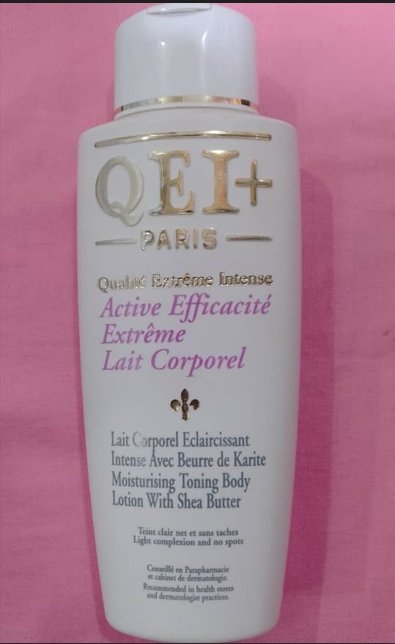 QEI+
PARIS
Qualité Extrême Intense
Active Efficacité
Extrême
Lait Corporel
Lait Corporel Eclaircissant
Intense Avec Beurre de Karite
Moisturising Toning Body
Lotion With Shea Butter
Teint clair net et sans taches
Light complexion and no spots
Conseillé en Parapharmacie
et cabinet de dermatologie.
Recommended in health stores
and dermatologist practices.